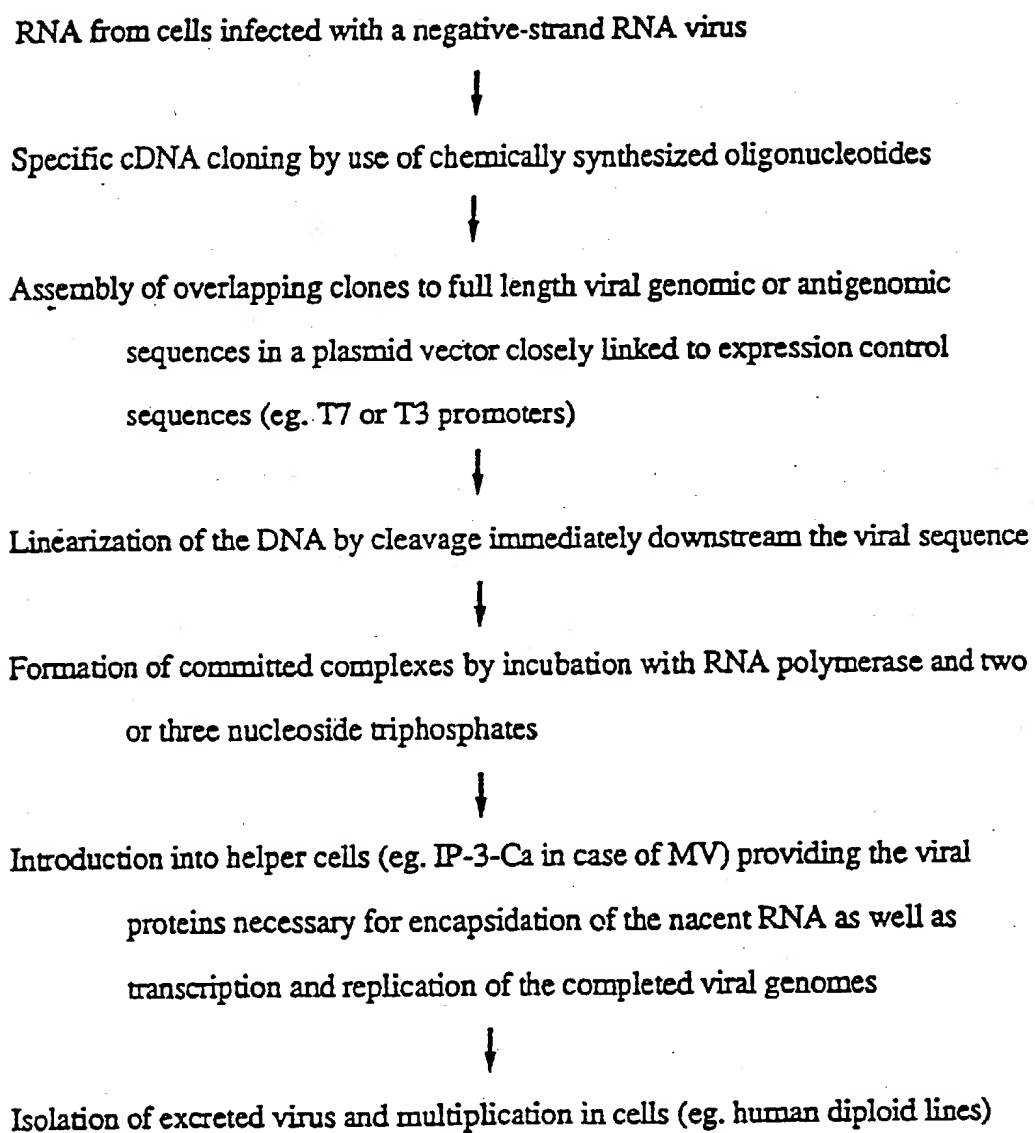 RNA from cells infected with a negative-strand RNA virus
Specific cDNA cloning by use of chemically synthesized oligonucleotides
Assembly of overlapping clones to full length viral genomic or antigenomic
sequences in a plasmid vector closely linked to expression control
sequences (eg. T7 or T3 promoters)
Linearization of the DNA by cleavage immediately downstream the viral sequence
Formation of committed complexes by incubation with RNA polymerase and two
or three nucleoside triphosphates
Introduction into helper cells (eg. IP-3-Ca in case of MV) providing the viral
proteins necessary for encapsidation of the nacent RNA as well as
transcription and replication of the completed viral genomes
Isolation of excreted virus and multiplication in cells (eg. human diploid lines)